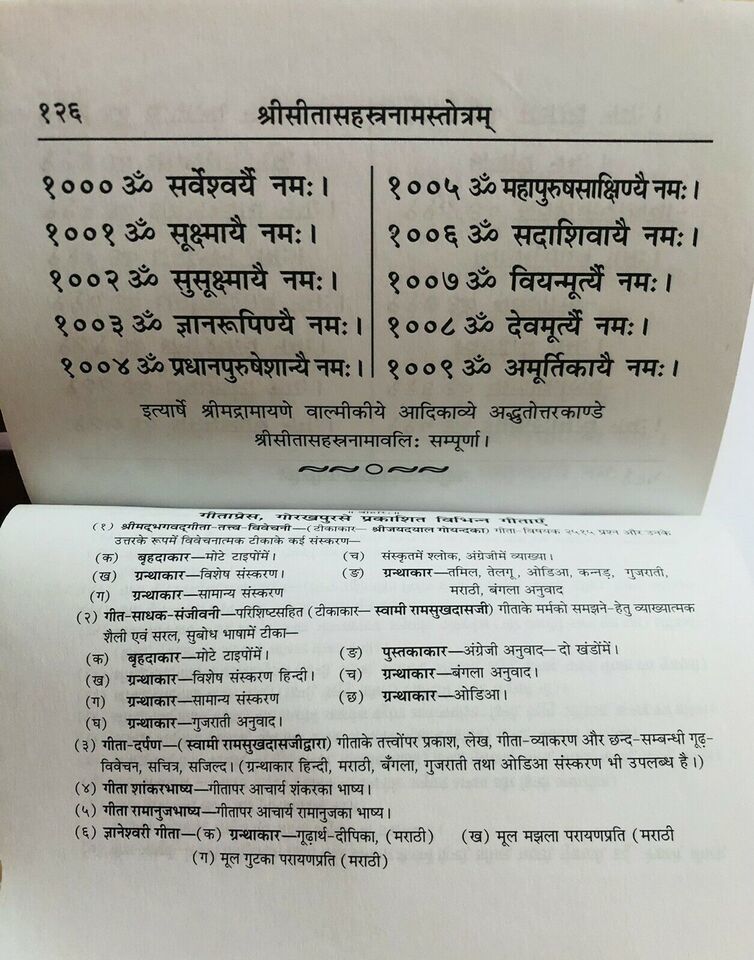 १२६ श्रीसीतासहस्त्रनामस्तोत्रम्
१००० ॐ सर्वेश्वर्यै नमः।
१००१ ॐ सूक्ष्मायै नमः।
१००२ ॐ सुसूक्ष्मायै नमः।
१००३ ॐ ज्ञानरूपिण्यै नमः।
१००४ ॐ प्रधानपुरुषेशान्यै नमः।
१००५ ॐ महापुरुषसाक्षिण्यै नमः।
१००६ ॐ सदाशिवायै नमः।
१००७ ॐ वियन्मूर्त्यै नमः।
१००८ ॐ देवमूर्त्यै नमः।
१००९ ॐ अमूर्तिकायै नमः।
इत्यार्षे श्रीमद्रामायणे वाल्मीकीये आदिकाव्ये अद्भुतोत्तरकाण्डे
श्रीसीतासहस्त्रनामावलिः सम्पूर्णा।
गीताप्रेस, गोरखपुरसे प्रकाशित विभिन्न गीताएँ
(१) श्रीमद्भगवद्गीता-तत्त्व-विवेचनी—(टीकाकार— श्रीजयदयाल गोयन्दका) गीता-विषयक २५१५ प्रश्न और उनके
उत्तरके रूपमें विवेचनात्मक टीकाके कई संस्करण—
(क) बृहदाकार—मोटे टाइपोंमें। (च) संस्कृतमें श्लोक, अंग्रेजीमें व्याख्या।
(ख) ग्रन्थाकार—विशेष संस्करण। (ङ) ग्रन्थाकार—तमिल, तेलगू, ओडिआ, कन्नड़, गुजराती,
(ग) ग्रन्थाकार—सामान्य संस्करण मराठी, बंगला अनुवाद
(२) गीत-साधक-संजीवनी—परिशिष्टसहित (टीकाकार— स्वामी रामसुखदासजी) गीताके मर्मको समझने-हेतु व्याख्यात्मक
शैली एवं सरल, सुबोध भाषामें टीका—
(क) बृहदाकार—मोटे टाइपोंमें। (ङ) पुस्तकाकार—अंग्रेजी अनुवाद— दो खंडोंमें।
(ख) ग्रन्थाकार—विशेष संस्करण हिन्दी। (च) ग्रन्थाकार—बंगला अनुवाद।
(ग) ग्रन्थाकार—सामान्य संस्करण (छ) ग्रन्थाकार—ओडिआ।
(घ) ग्रन्थाकार—गुजराती अनुवाद।
(३) गीता-दर्पण—(स्वामी रामसुखदासजीद्वारा) गीताके तत्त्वोंपर प्रकाश, लेख, गीता-व्याकरण और छन्द-सम्बन्धी गूढ़-
विवेचन, सचित्र, सजिल्द। (ग्रन्थाकार हिन्दी, मराठी, बँगला, गुजराती तथा ओडिआ संस्करण भी उपलब्ध है।)
(४) गीता शांकरभाष्य—गीतापर आचार्य शंकरका भाष्य।
(५) गीता रामानुजभाष्य—गीतापर आचार्य रामानुजका भाष्य।
(६) ज्ञानेश्वरी गीता—(क) ग्रन्थाकार—गूढ़ार्थ-दीपिका, (मराठी) (ख) मूल मझला परायणप्रति (मराठी
(ग) मूल गुटका परायणप्रति (मराठी)